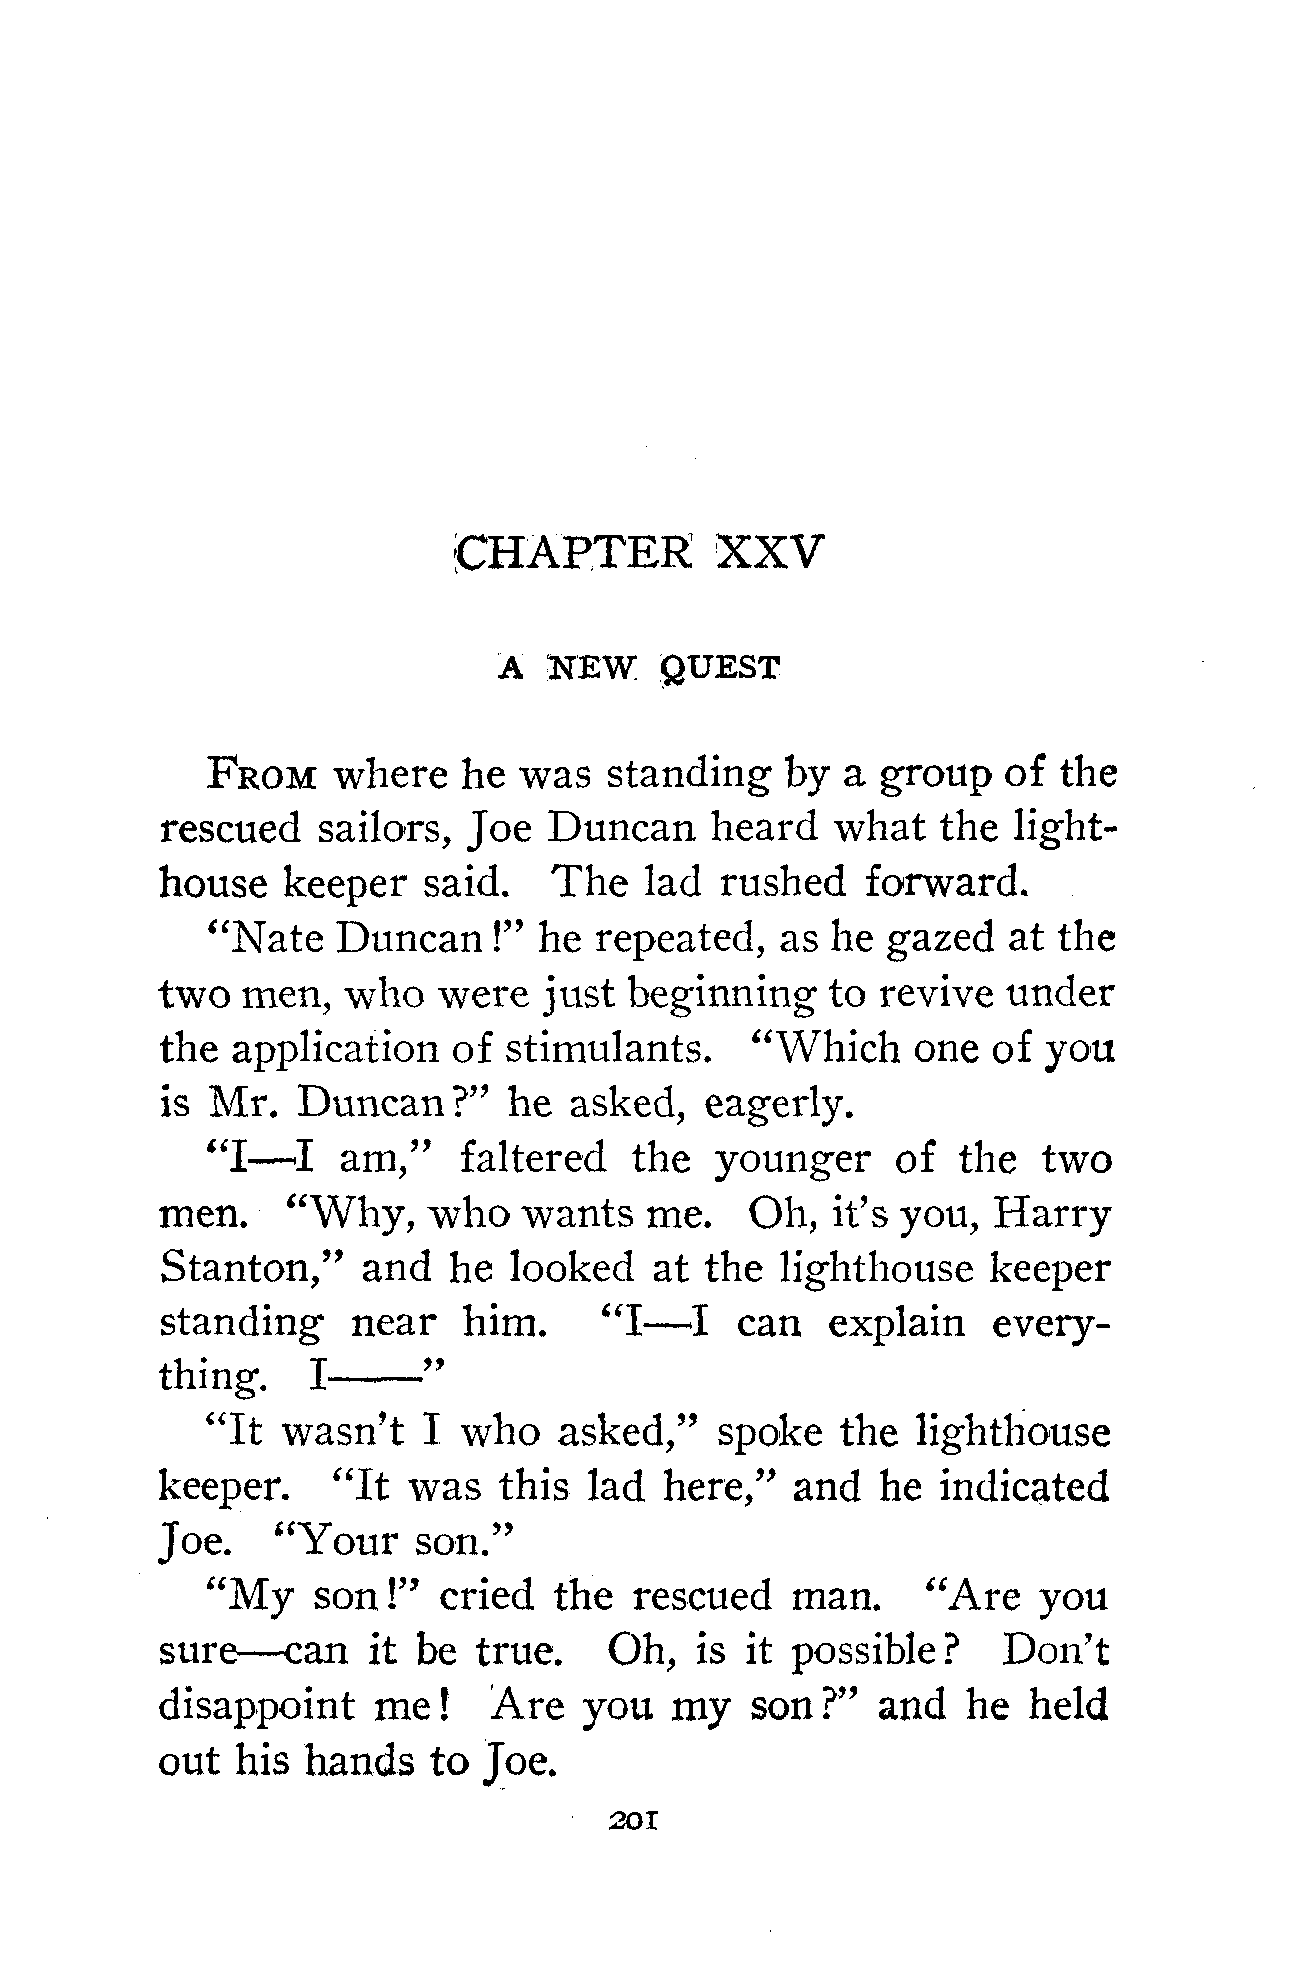 CHAPTER XXV
A NEW QUEST
FROM where he was standing by a group of the
rescued sailors, Joe Duncan heard what the light-
house keeper said. The lad rushed forward.
"Nate Duncan!" he repeated, as he gazed at the
two men, who were just beginning to revive under
the application of stimulants. "Which one of you
is Mr. Duncan?" he asked, eagerly.
"I—I am," faltered the younger of the two
men. "Why, who wants me. Oh, it's you, Harry
Stanton," and he looked at the lighthouse keeper
standing near him. "I—I can explain every-
thing. I——"
"It wasn't I who asked," spoke the lighthouse
keeper. "It was this lad here," and he indicated
Joe. "Your son."
"My son!" cried the rescued man. "Are you
sure—can it be true. Oh, is it possible? Don't
disappoint me! Are you my son?" and he held
out his hands to Joe.
201